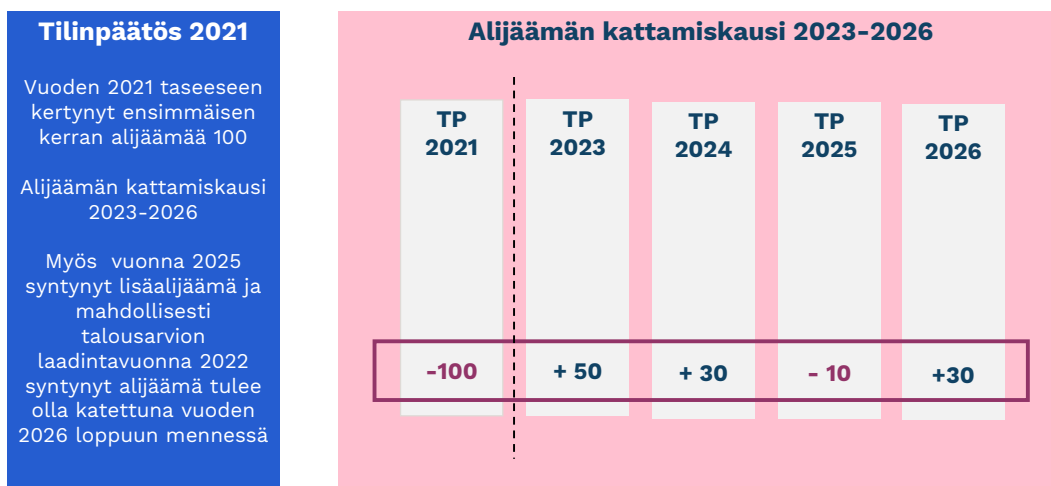 Tilinpäätös 2021
Vuoden 2021 taseeseen
kertynyt ensimmäisen
kerran alijäämää 100
Alijäämän kattamiskausi
2023-2026
Myös vuonna 2025
syntynyt lisäalijäämä ja
mahdollisesti
talousarvion
laadintavuonna 2022
syntynyt alijäämä tulee
olla katettuna vuoden
2026 loppuun mennessä
Alijäämän kattamiskausi 2023-2026
TP
2021
TP
2023
TP
2024
TP
2025
TP
2026
-100
+ 50
+ 30
- 10
+30